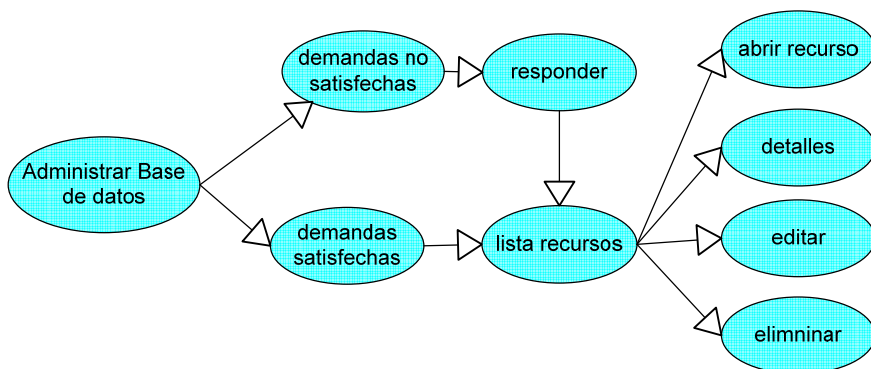 demandas no
satisfechas
responder
abrir recurso
Administrar Base
de datos
detalles
demandas
satisfechas
lista recursos
editar
elimninar